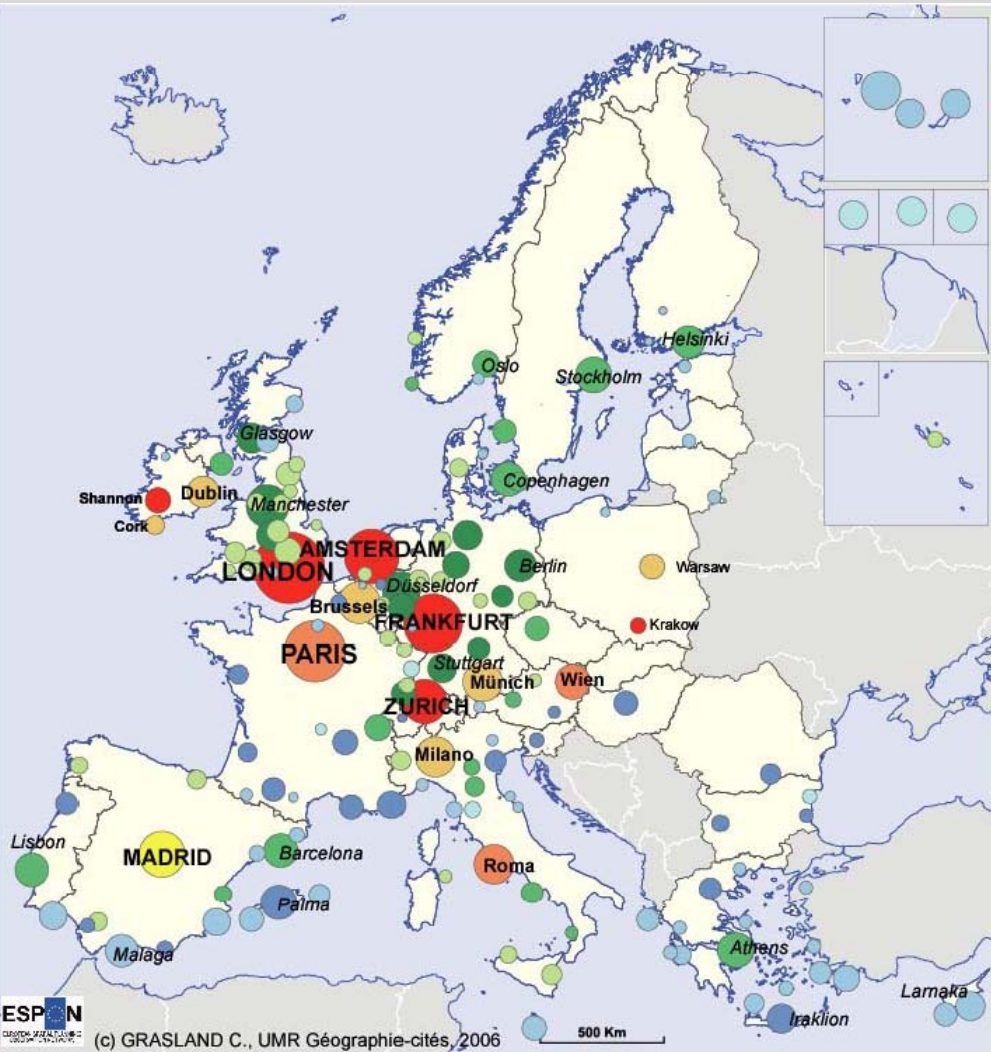 Helsinki
Oslo
Stockholm
Glasgow
Copenhagen
Shannon
Dublin
Manchester
Cork
AMSTERDAM
LONDON
Berlin
Warsaw
Düsseldorf
Brussels
FRANKFURT
Krakow
PARIS
Stuttgart
Münich
Wien
ZURICH
Milano
Lisbon
MADRID
Barcelona
Roma
Palma
Malaga
Athens
Larnaka
Iraklion
ESPON
500 Km
(c) GRASLAND C., UMR Géographie-cités, 2006